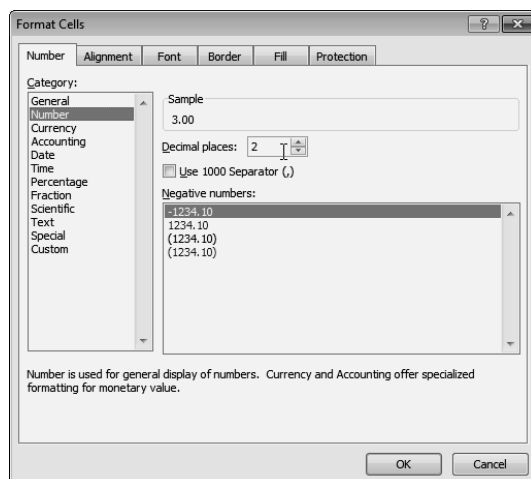 Format Cells
Number
Alignment
Font
Border
Fill
Protection
Category:
General
Number
Currency
Accounting
Date
Time
Percentage
Fraction
Scientific
Text
Special
Custom
Sample
3.00
Decimal places: 2
Use 1000 Separator (,)
Negative numbers:
-1234.10
1234.10
(1234.10)
(1234.10)
Number is used for general display of numbers. Currency and Accounting offer specialized
formatting for monetary value.
OK
Cancel